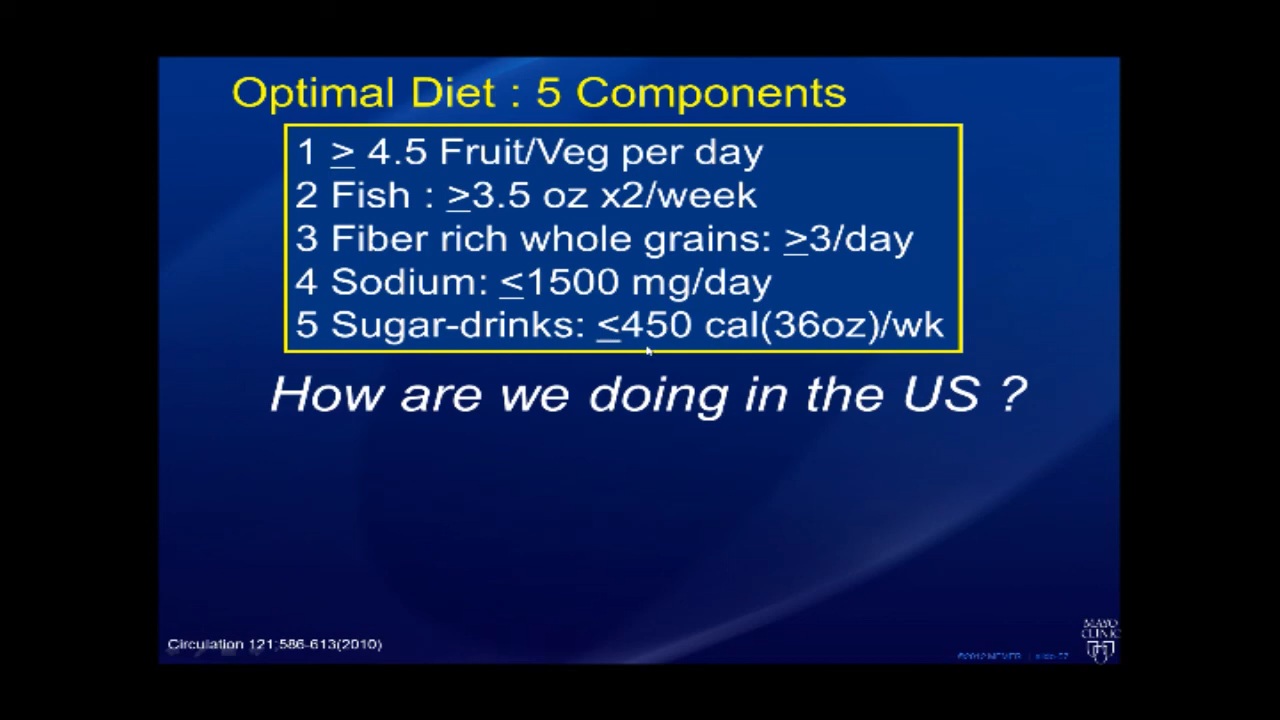 Optimal Diet : 5 Components
1 ≥ 4.5 Fruit/Veg per day
2 Fish : ≥3.5 oz x2/week
3 Fiber rich whole grains: ≥3/day
4 Sodium: ≤1500 mg/day
5 Sugar-drinks: ≤450 cal(36oz)/wk
How are we doing in the US ?
Circulation 121;586-613(2010)
MAYO
CLINIC